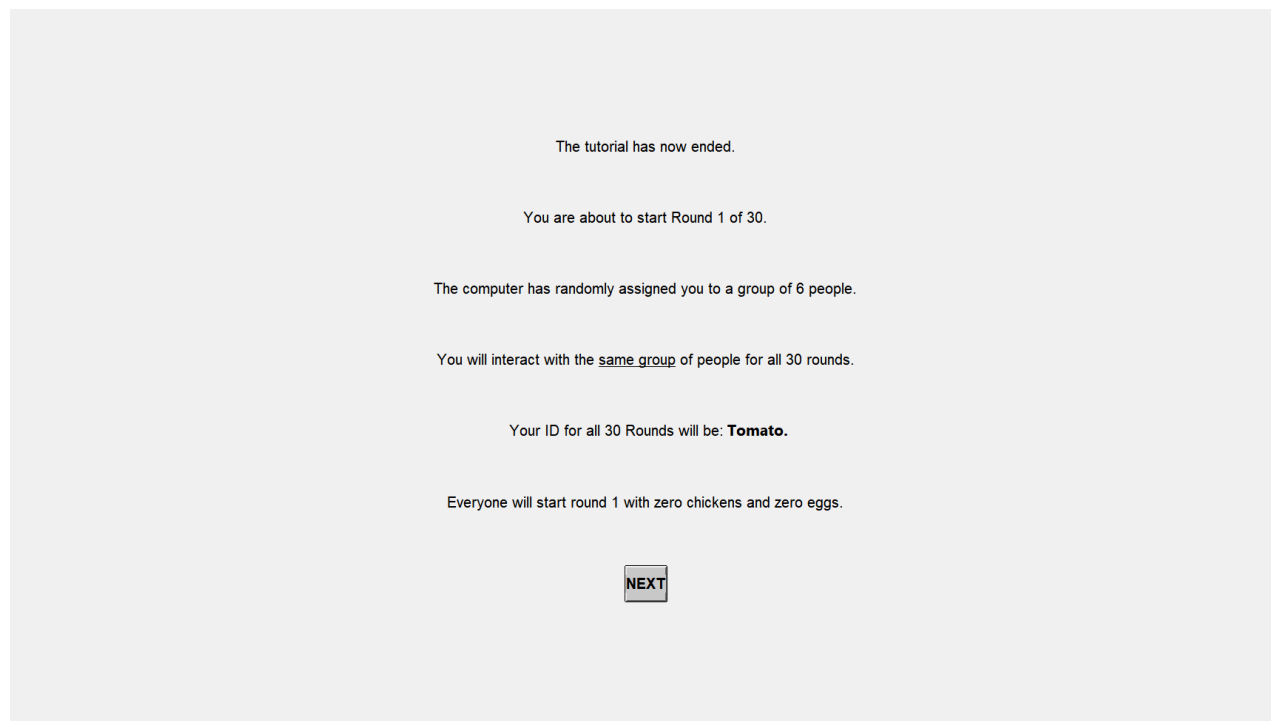 The tutorial has now ended.
You are about to start Round 1 of 30.
The computer has randomly assigned you to a group of 6 people.
You will interact with the same group of people for all 30 rounds.
Your ID for all 30 Rounds will be: Tomato.
Everyone will start round 1 with zero chickens and zero eggs.
NEXT